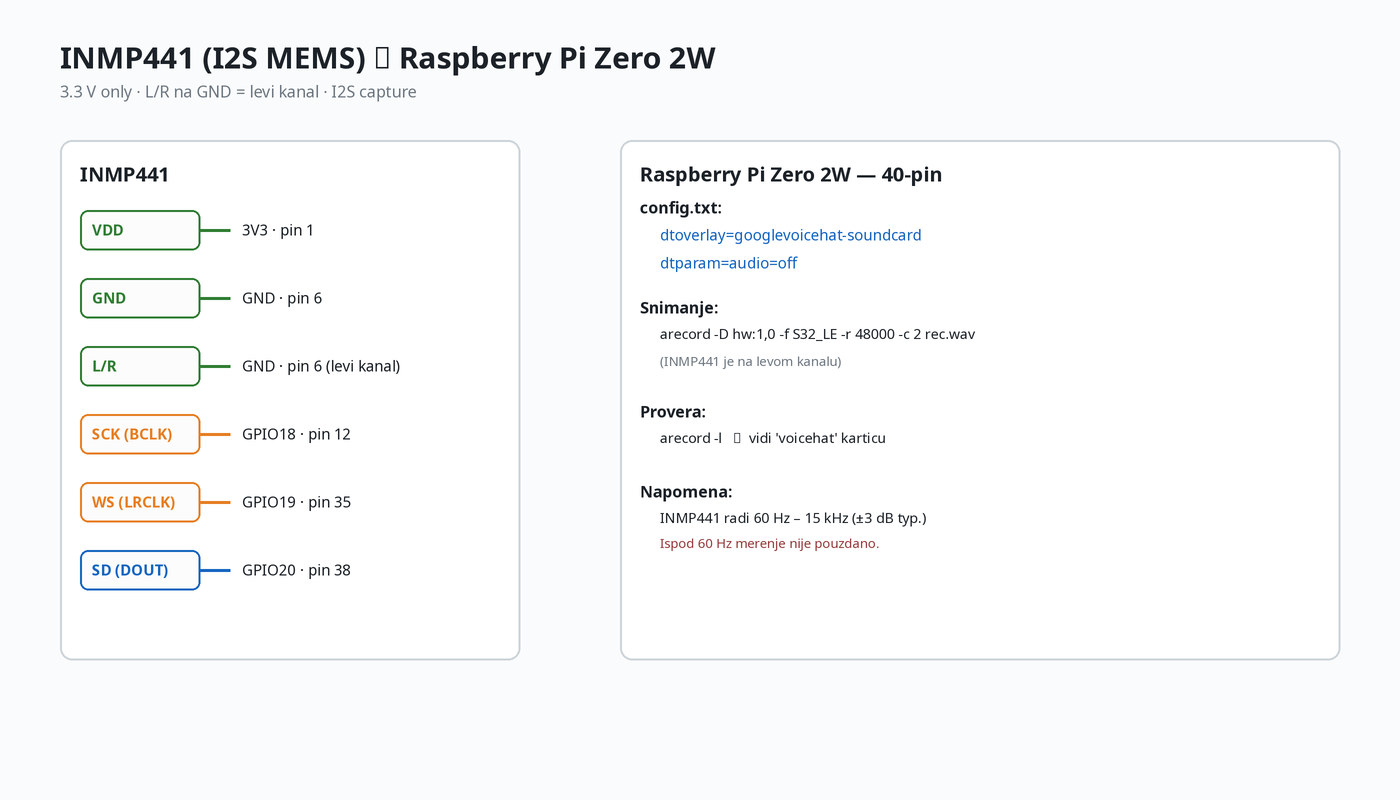 INMP441 (I2S MEMS) Raspberry Pi Zero 2W
3.3 V only · L/R na GND = levi kanal · I2S capture
INMP441
VDD 3V3 · pin 1
GND GND · pin 6
L/R GND · pin 6 (levi kanal)
SCK (BCLK) GPIO18 · pin 12
WS (LRCLK) GPIO19 · pin 35
SD (DOUT) GPIO20 · pin 38
Raspberry Pi Zero 2W — 40-pin
config.txt:
dtoverlay=googlevoicehat-soundcard
dtparam=audio=off
Snimanje:
arecord -D hw:1,0 -f S32_LE -r 48000 -c 2 rec.wav
(INMP441 je na levom kanalu)
Provera:
arecord -l vidi 'voicehat' karticu
Napomena:
INMP441 radi 60 Hz – 15 kHz (±3 dB typ.)
Ispod 60 Hz merenje nije pouzdano.